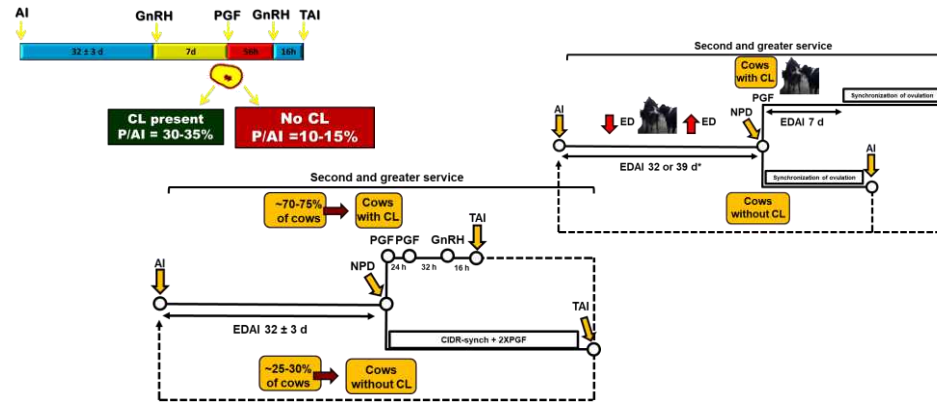 AI
GnRH
PGF
GnRH
TAI
32 ± 3 d
7d
56h
16h
CL present
P/AI = 30-35%
No CL
P/AI =10-15%
Second and greater service
Cows
with CL
PGF
Synchronization of ovulation
AI
ED
ED
NPD
EDAI 7 d
EDAI 32 or 39 d*
AI
Synchronization of ovulation
Cows
without CL
Second and greater service
~70-75%
of cows
Cows
with CL
TAI
PGF PGF
GnRH
24 h
32 h
16 h
AI
NPD
EDAI 32 ± 3 d
TAI
CIDR-synch + 2XPGF
~25-30%
of cows
Cows
without CL